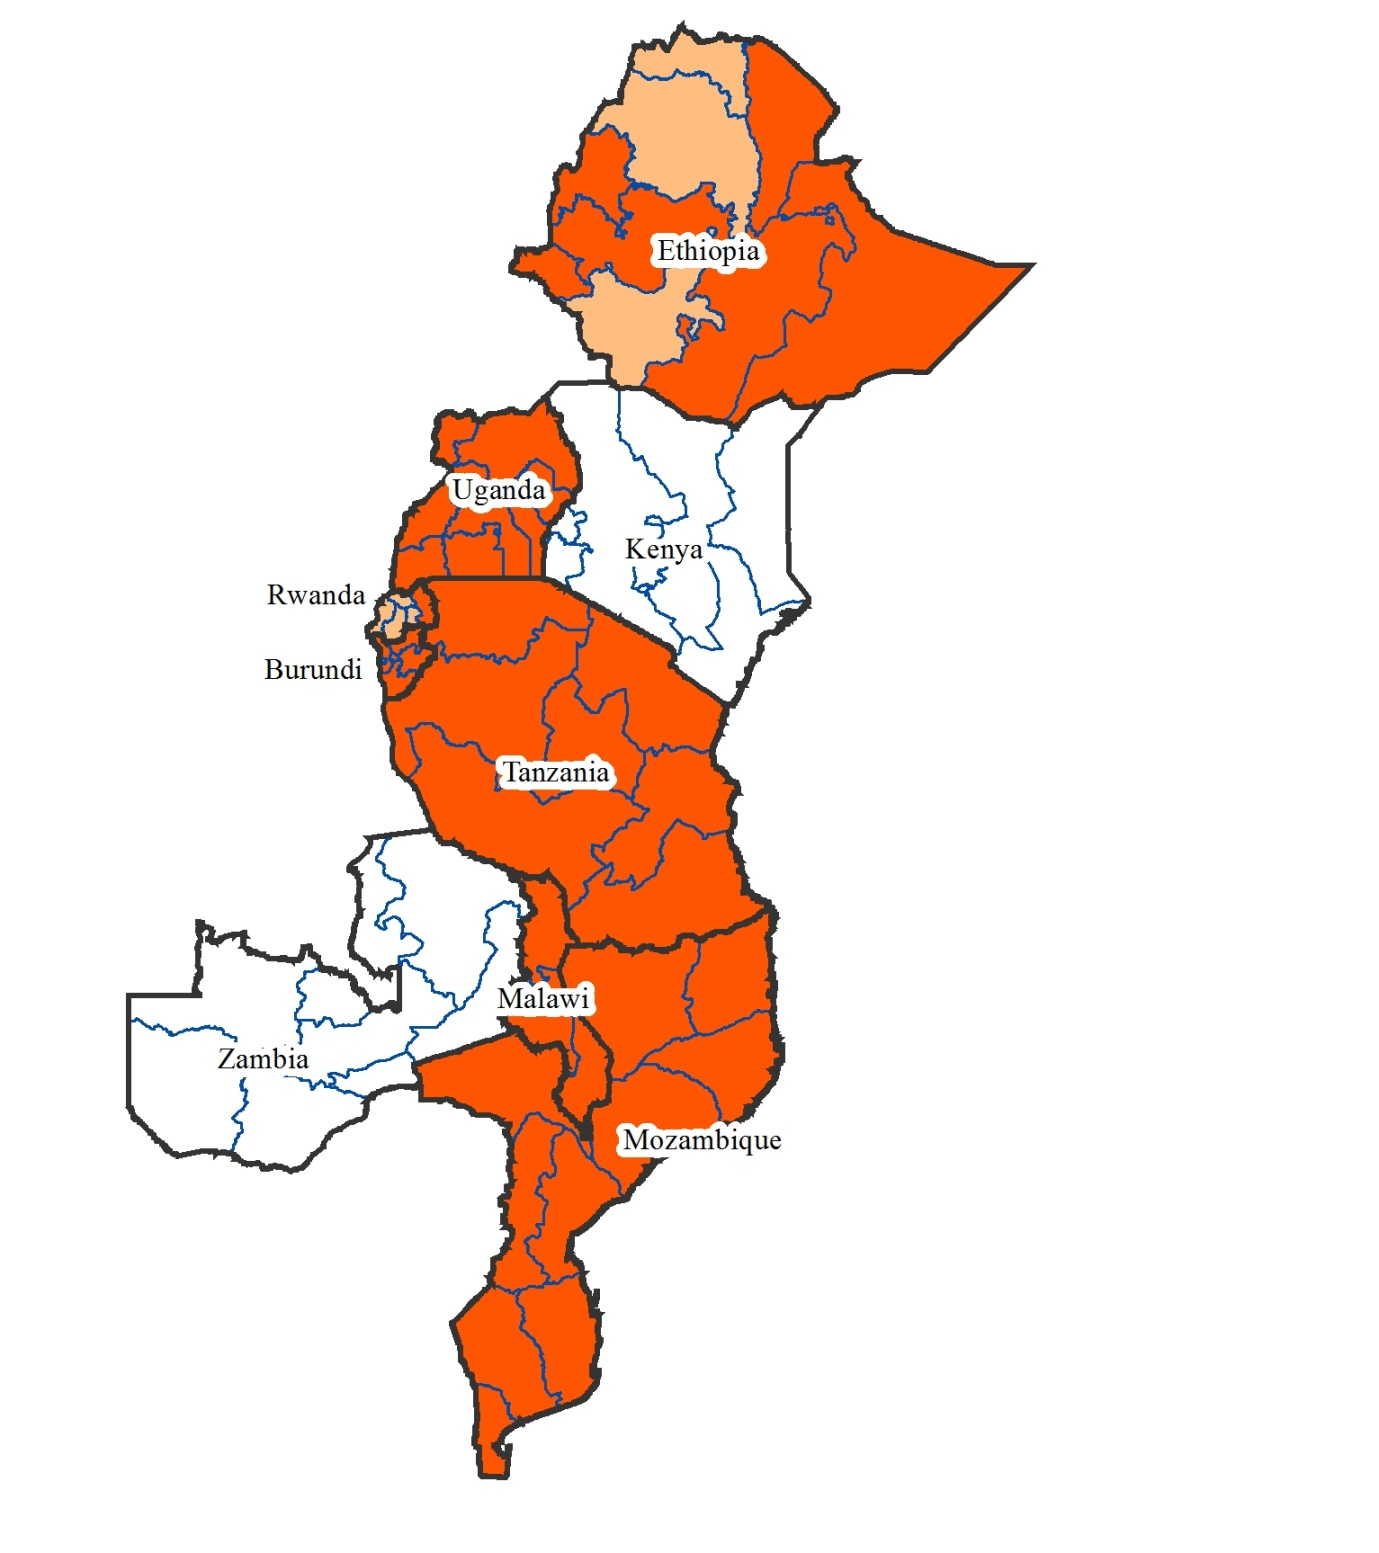 Ethiopia
Uganda
Kenya
Rwanda
Burundi
Tanzania
Malawi
Zambia
Mozambique